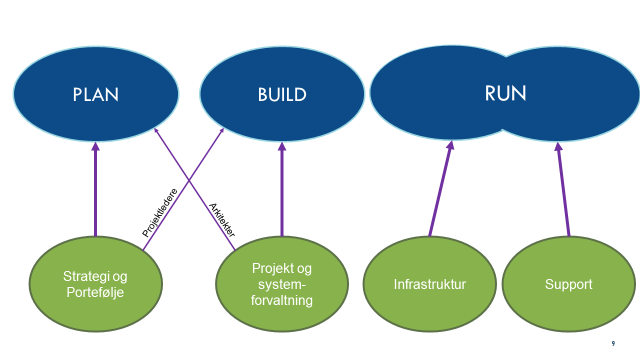 PLAN
BUILD
RUN
Projektledere
Arkitekter
Strategi og
Portefølje
Projekt og
system-
forvaltning
Infrastruktur
Support
9